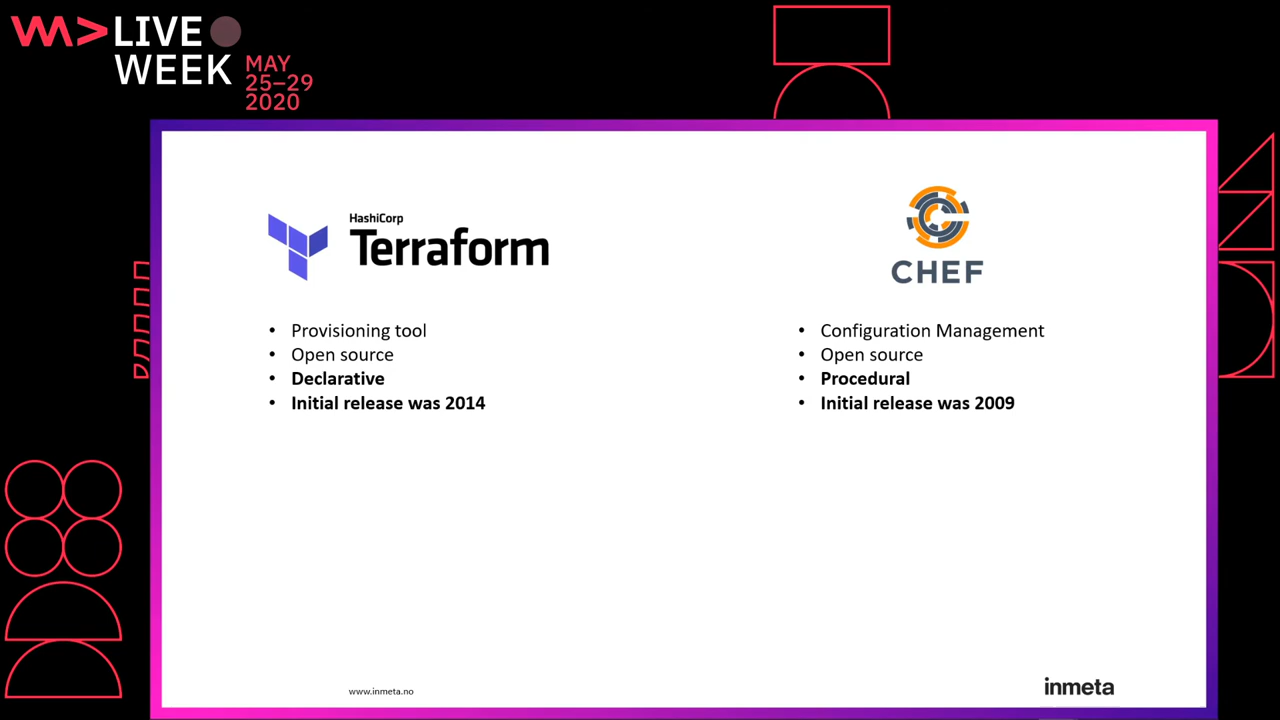 LIVE
WEEK
MAY
25–29
2020
HashiCorp
Terraform
• Provisioning tool
• Open source
• Declarative
• Initial release was 2014
CHEF
• Configuration Management
• Open source
• Procedural
• Initial release was 2009
www.inmeta.no
inmeta